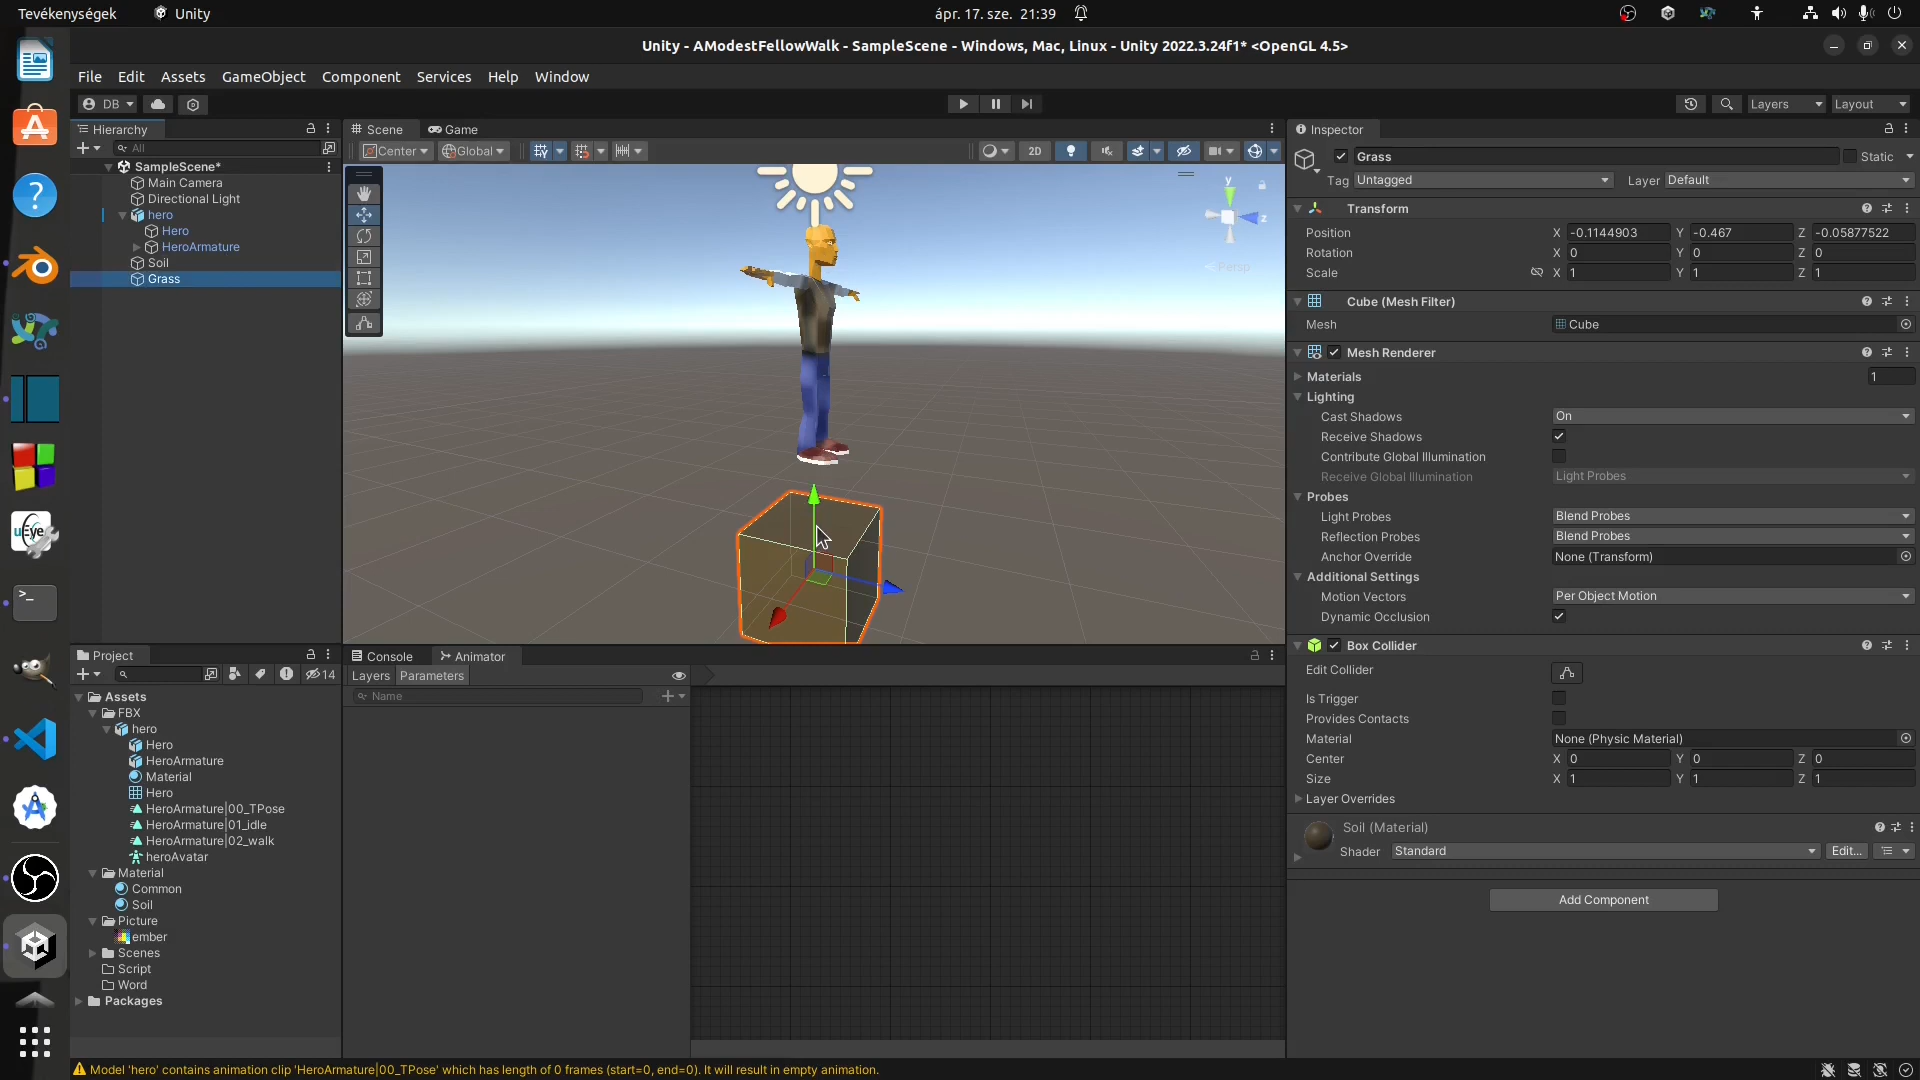 Tevékenységek
Unity
ápr. 17. sze. 21:39
Unity - AModestFellowWalk - SampleScene - Windows, Mac, Linux - Unity 2022.3.24f1* <OpenGL 4.5>
File Edit Assets GameObject Component Services Help Window
DB
Layers
Layout
Hierarchy
All
SampleScene*
Main Camera
Directional Light
hero
Hero
HeroArmature
Soil
Grass
Scene
Game
Center
Global
2D
y
z
Persp
Inspector
Grass
Static
Tag Untagged
Layer Default
Transform
Position X -0.1144903 Y -0.467 Z -0.05877522
Rotation X 0 Y 0 Z 0
Scale X 1 Y 1 Z 1
Cube (Mesh Filter)
Mesh Cube
Mesh Renderer
Materials 1
Lighting
Cast Shadows On
Receive Shadows
Contribute Global Illumination
Receive Global Illumination Light Probes
Probes
Light Probes Blend Probes
Reflection Probes Blend Probes
Anchor Override None (Transform)
Additional Settings
Motion Vectors Per Object Motion
Dynamic Occlusion
Box Collider
Edit Collider
Is Trigger
Provides Contacts
Material None (Physic Material)
Center X 0 Y 0 Z 0
Size X 1 Y 1 Z 1
Layer Overrides
Soil (Material)
Shader Standard Edit...
Add Component
Project
14
Assets
FBX
hero
Hero
HeroArmature
Material
Hero
HeroArmature|00_TPose
HeroArmature|01_idle
HeroArmature|02_walk
heroAvatar
Material
Common
Soil
Picture
ember
Scenes
Script
Word
Packages
Console
Animator
Layers Parameters
Name
uEye
Model 'hero' contains animation clip 'HeroArmature|00_TPose' which has length of 0 frames (start=0, end=0). It will result in empty animation.